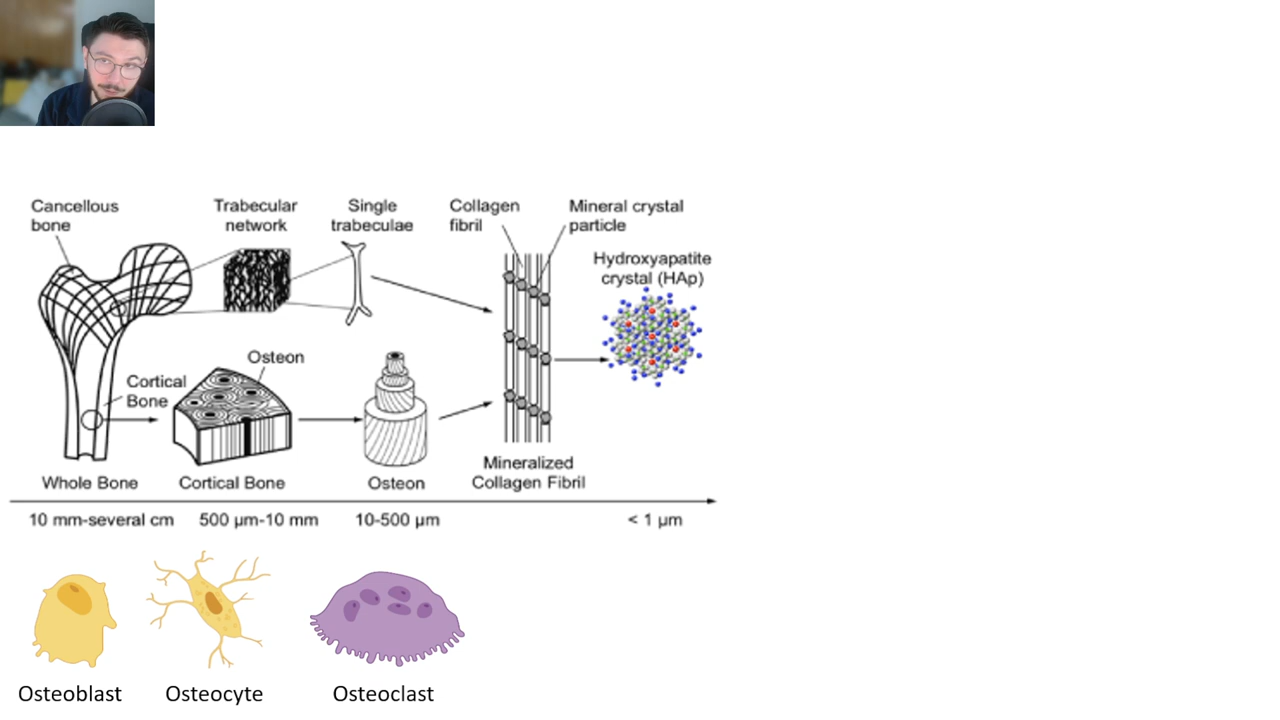 Cancellous
bone
Trabecular
network
Single
trabeculae
Collagen
fibril
Mineral crystal
particle
Hydroxyapatite
crystal (HAp)
Osteon
Cortical
Bone
Whole Bone
Cortical Bone
Osteon
Mineralized
Collagen Fibril
10 mm-several cm
500 µm-10 mm
10-500 µm
< 1 µm
Osteoblast
Osteocyte
Osteoclast